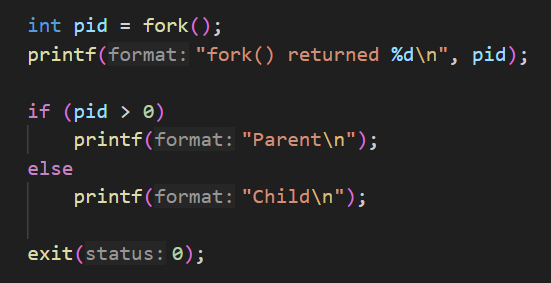 int pid = fork();
printf(format: "fork() returned %d\n", pid);
if (pid > 0)
printf(format: "Parent\n");
else
printf(format: "Child\n");
exit(status: 0);